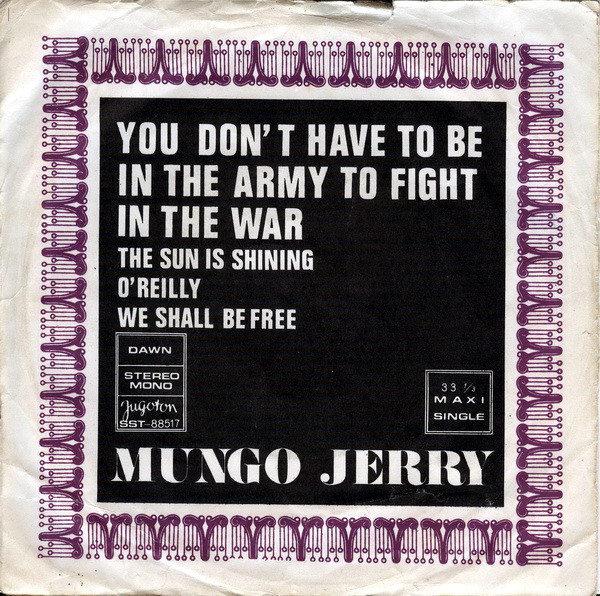 YOU DON'T HAVE TO BE
IN THE ARMY TO FIGHT
IN THE WAR
THE SUN IS SHINING
O'REILLY
WE SHALL BE FREE
DAWN
STEREO
MONO
Jugoton
SST-88517
33 1/3
MAXI
SINGLE
MUNGO JERRY